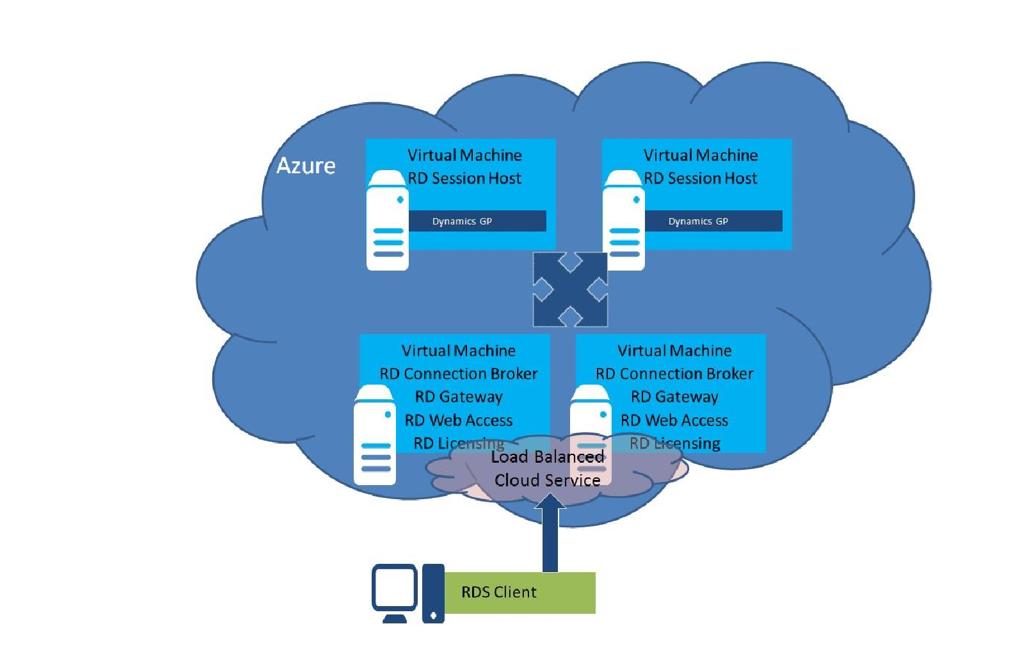 Azure
Virtual Machine
RD Session Host
Dynamics GP
Virtual Machine
RD Session Host
Dynamics GP
Virtual Machine
RD Connection Broker
RD Gateway
RD Web Access
RD Licensing
Virtual Machine
RD Connection Broker
RD Gateway
RD Web Access
RD Licensing
Load Balanced
Cloud Service
RDS Client